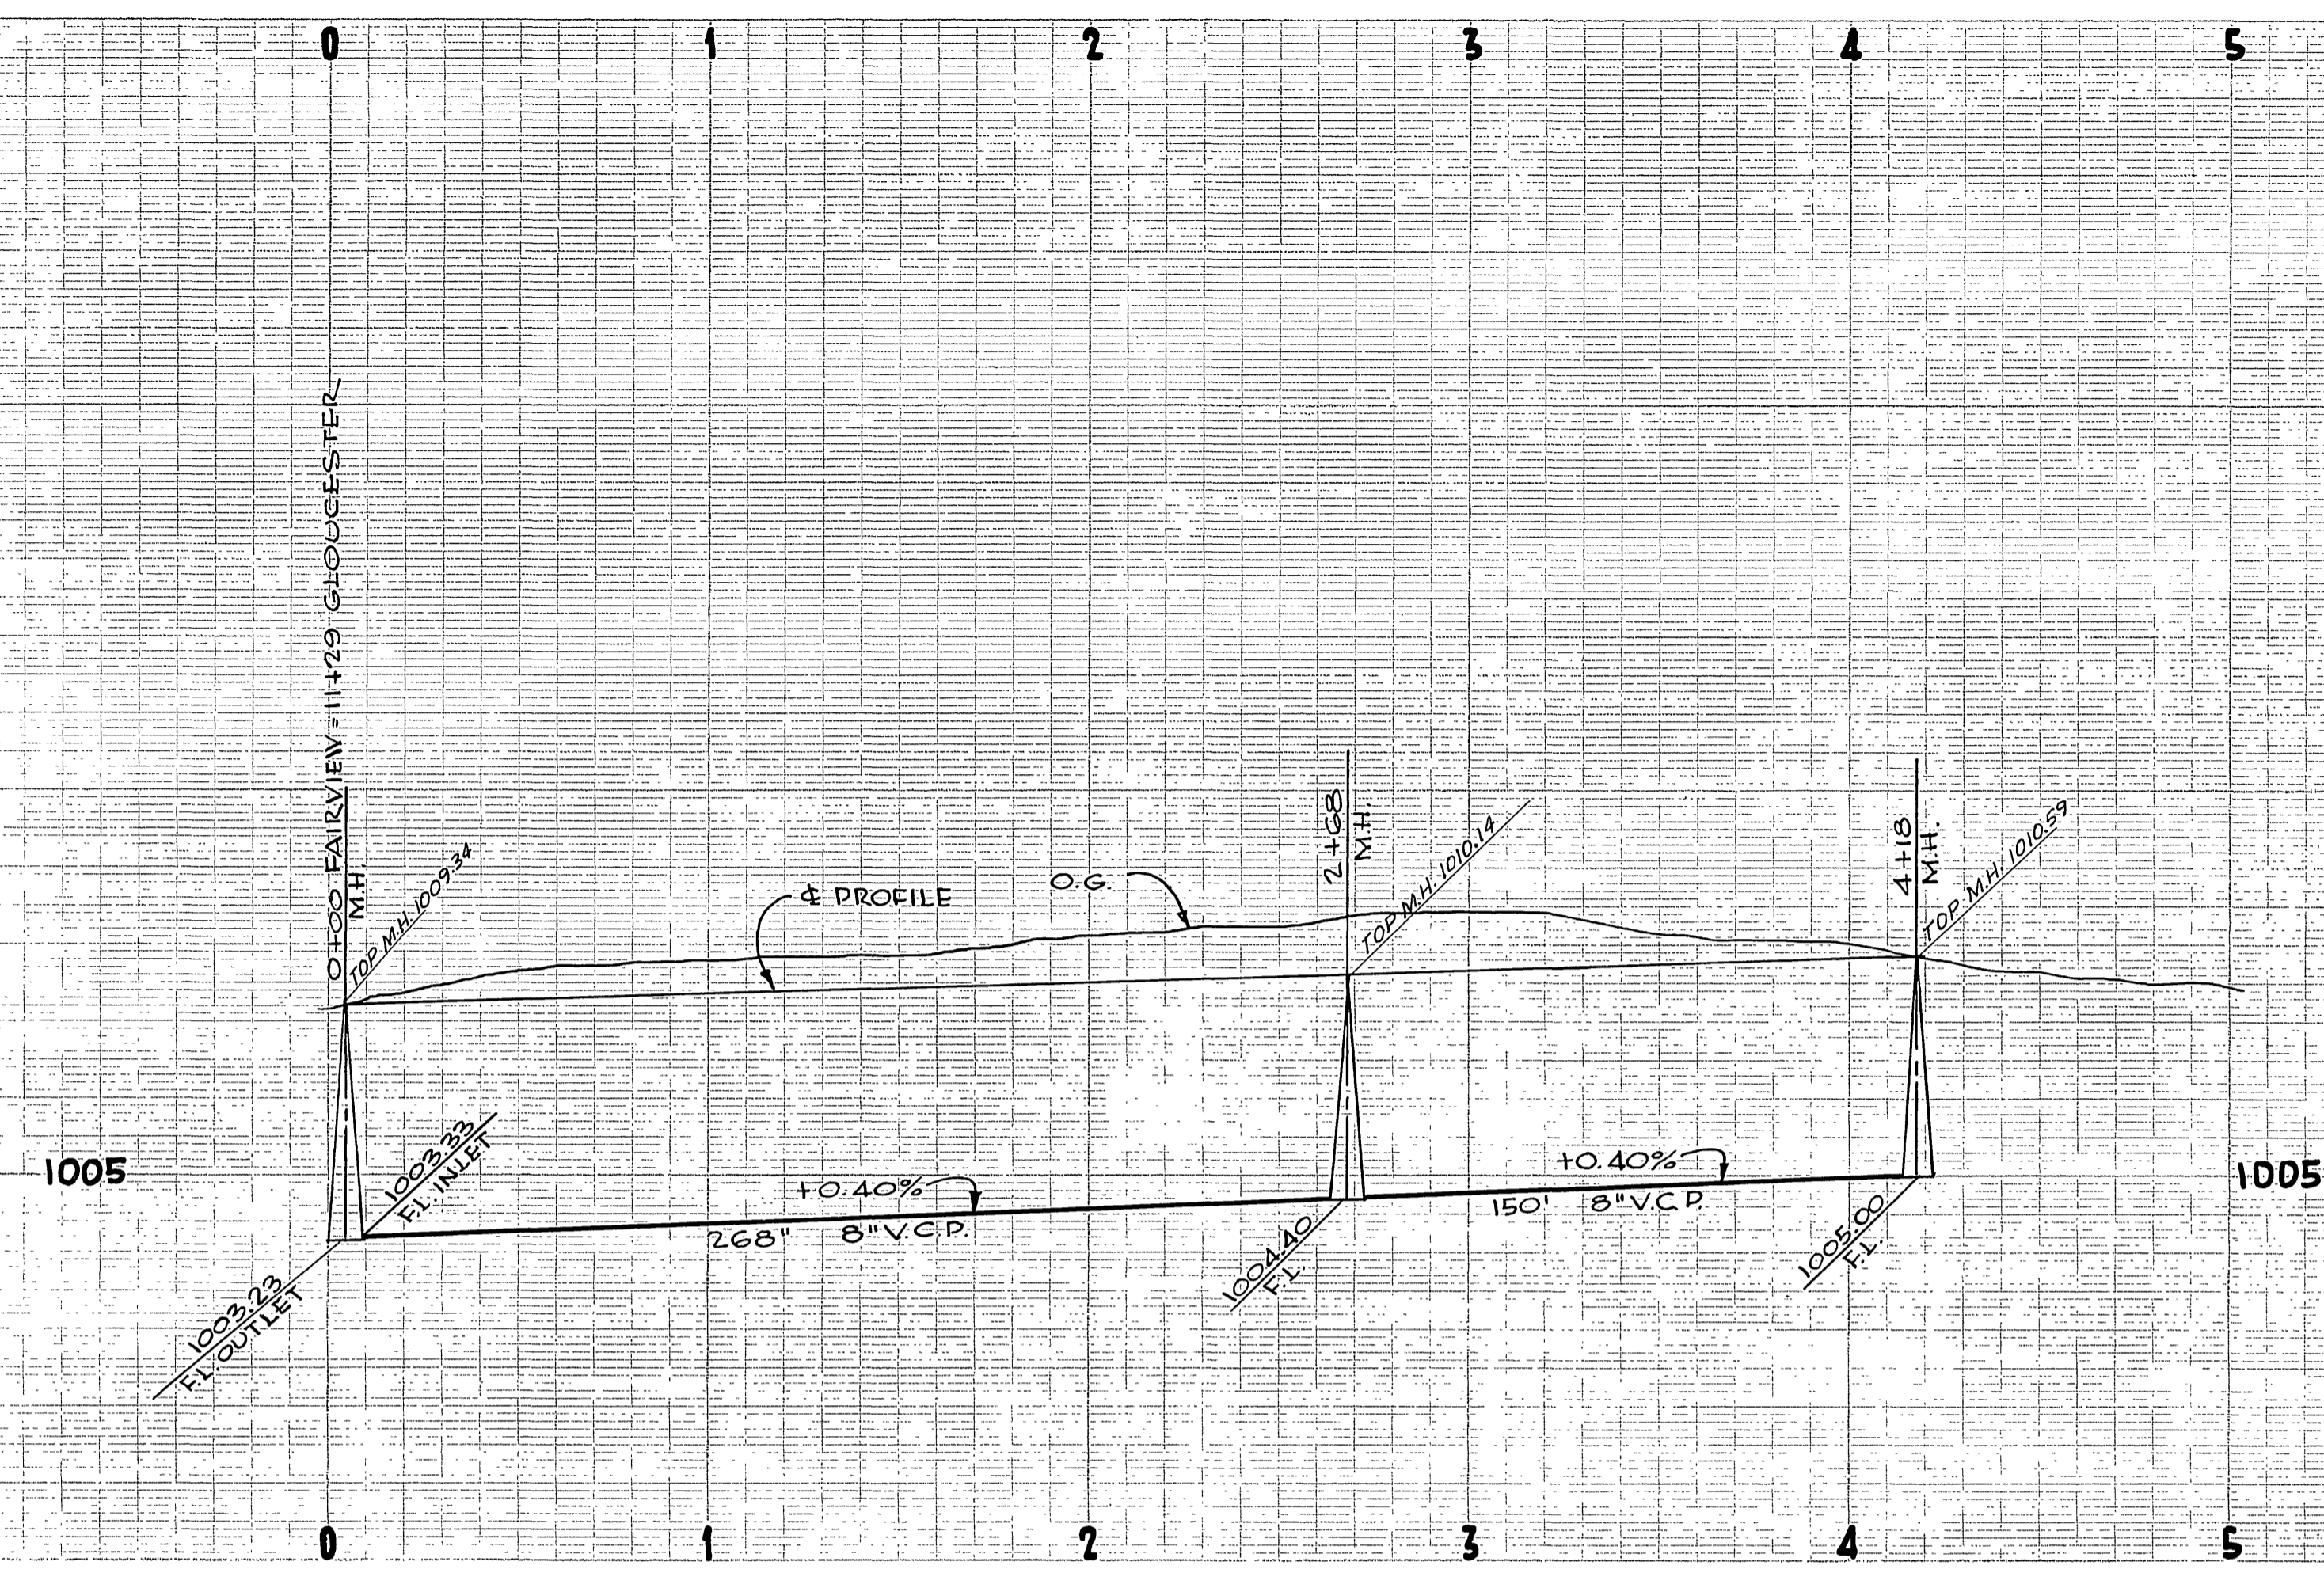 0 1 2 3 4 5
0+00 FAIRVIEW = 11+29 GLOUCESTER
M.H.
TOP M.H. 1009.34
℄ PROFILE
O.G.
2+68
M.H.
TOP M.H. 1010.14
4+18
M.H.
TOP M.H. 1010.59
1005
1003.33
F.L. INLET
+0.40%
268" 8" V.C.P.
+0.40%
150' 8" V.C.P.
1005
1003.23
F.L. OUTLET
1004.40
F.L.
1005.00
F.L.
0 1 2 3 4 5